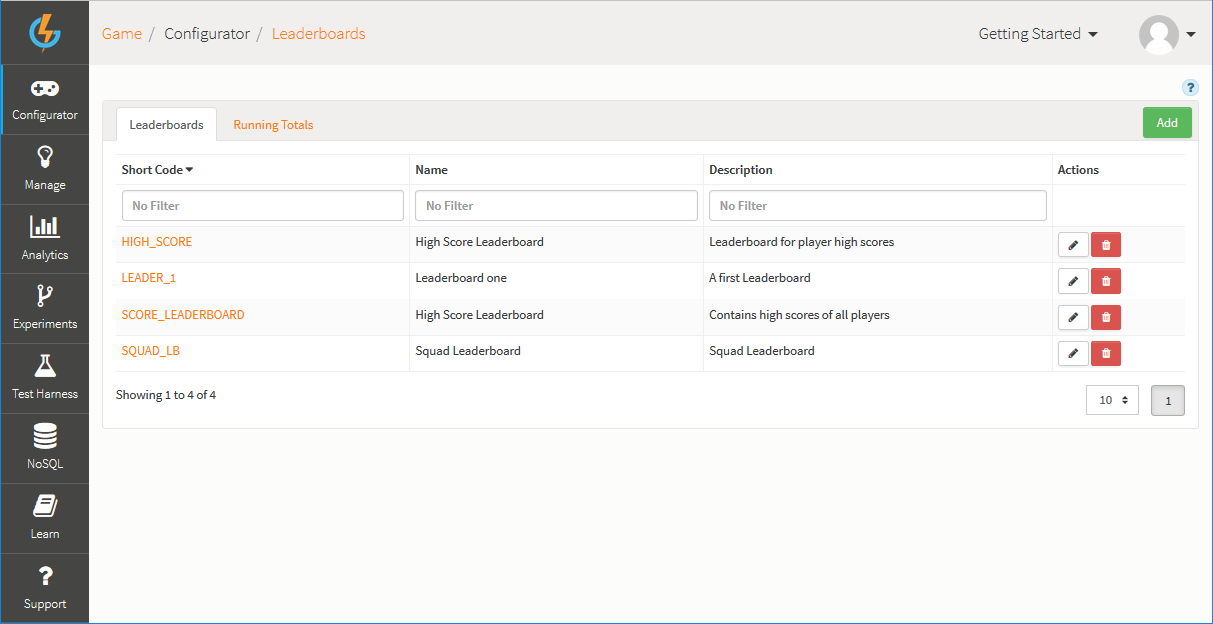 Game / Configurator / Leaderboards
Getting Started
Configurator
Manage
Analytics
Experiments
Test Harness
NoSQL
Learn
?
Support
?
Leaderboards Running Totals Add
Short Code Name Description Actions
No Filter No Filter No Filter
HIGH_SCORE High Score Leaderboard Leaderboard for player high scores
LEADER_1 Leaderboard one A first Leaderboard
SCORE_LEADERBOARD High Score Leaderboard Contains high scores of all players
SQUAD_LB Squad Leaderboard Squad Leaderboard
Showing 1 to 4 of 4 10 1